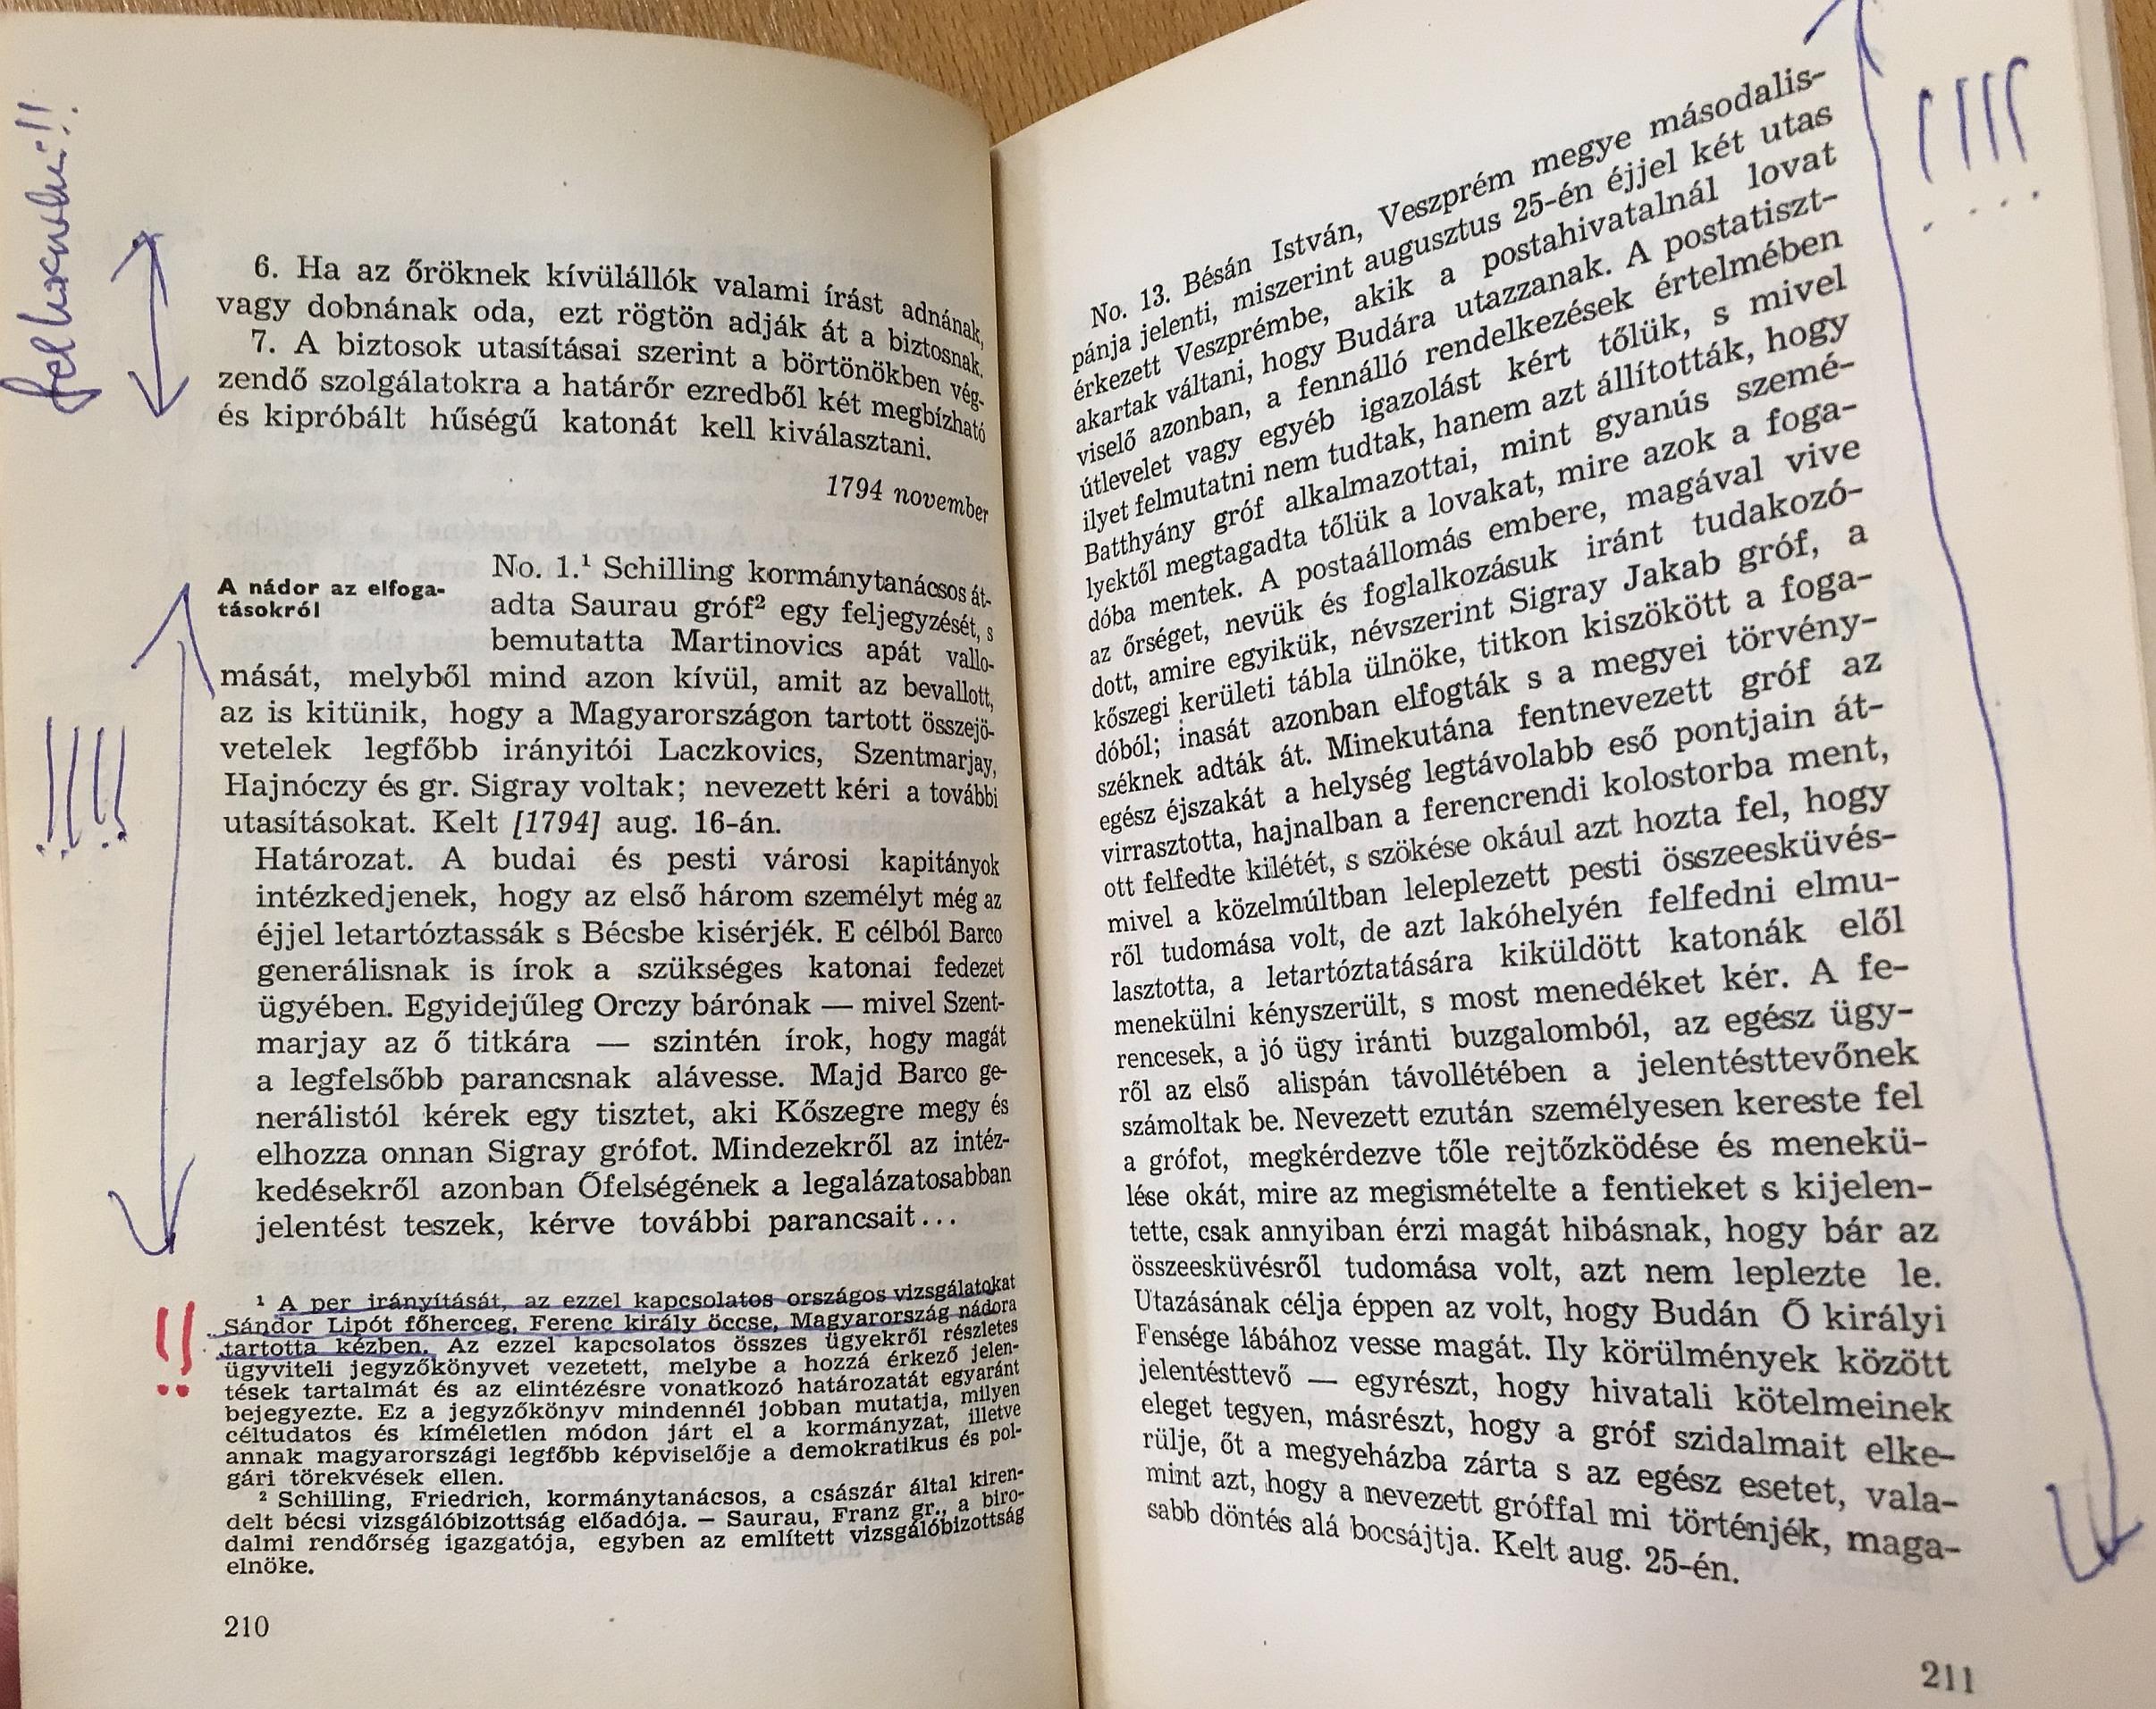 6. Ha az őröknek kívülállók valami írást adnának,
vagy dobnának oda, ezt rögtön adják át a biztosnak.
7. A biztosok utasításai szerint a börtönökben vég-
zendő szolgálatokra a határőr ezredből két megbízható
és kipróbált hűségű katonát kell kiválasztani.
1794 november
A nádor az elfoga-
tásokról
No. 1.¹ Schilling kormánytanácsos át-
adta Saurau gróf² egy feljegyzését, s
bemutatta Martinovics apát vallo-
mását, melyből mind azon kívül, amit az bevallott,
az is kitünik, hogy a Magyarországon tartott összejö-
vetelek legfőbb irányitói Laczkovics, Szentmarjay,
Hajnóczy és gr. Sigray voltak; nevezett kéri a további
utasításokat. Kelt [1794] aug. 16-án.
Határozat. A budai és pesti városi kapitányok
intézkedjenek, hogy az első három személyt még az
éjjel letartóztassák s Bécsbe kisérjék. E célból Barco
generálisnak is írok a szükséges katonai fedezet
ügyében. Egyidejűleg Orczy bárónak — mivel Szent-
marjay az ő titkára — szintén írok, hogy magát
a legfelsőbb parancsnak alávesse. Majd Barco ge-
nerálistól kérek egy tisztet, aki Kőszegre megy és
elhozza onnan Sigray grófot. Mindezekről az intéz-
kedésekről azonban Őfelségének a legalázatosabban
jelentést teszek, kérve további parancsait...
¹ A per irányítását, az ezzel kapcsolatos országos vizsgálatokat
Sándor Lipót főherceg, Ferenc király öccse, Magyarország nádora
tartotta kézben. Az ezzel kapcsolatos összes ügyekről részletes
ügyviteli jegyzőkönyvet vezetett, melybe a hozzá érkező jelen-
tések tartalmát és az elintézésre vonatkozó határozatát egyaránt
bejegyezte. Ez a jegyzőkönyv mindennél jobban mutatja, milyen
céltudatos és kíméletlen módon járt el a kormányzat, illetve
annak magyarországi legfőbb képviselője a demokratikus és pol-
gári törekvések ellen.
² Schilling, Friedrich, kormánytanácsos, a császár által kiren-
delt bécsi vizsgálóbizottság előadója. — Saurau, Franz gr., a biro-
dalmi rendőrség igazgatója, egyben az említett vizsgálóbizottság
elnöke.
210
!!!!
!!
No. 13. Bésán István, Veszprém megye másodalis-
pánja jelenti, miszerint augusztus 25-én éjjel két utas
érkezett Veszprémbe, akik a postahivatalnál lovat
akartak váltani, hogy Budára utazzanak. A postatiszt-
viselő azonban, a fennálló rendelkezések értelmében
útlevelet vagy egyéb igazolást kért tőlük, s mivel
ilyet felmutatni nem tudtak, hanem azt állították, hogy
Batthyány gróf alkalmazottai, mint gyanús szemé-
lyektől megtagadta tőlük a lovakat, mire azok a foga-
dóba mentek. A postaállomás embere, magával vive
az őrséget, nevük és foglalkozásuk iránt tudakozó-
dott, amire egyikük, névszerint Sigray Jakab gróf, a
kőszegi kerületi tábla ülnöke, titkon kiszökött a foga-
dóból; inasát azonban elfogták s a megyei törvény-
széknek adták át. Minekutána fentnevezett gróf az
egész éjszakát a helység legtávolabb eső pontjain át-
virrasztotta, hajnalban a ferencrendi kolostorba ment,
ott felfedte kilétét, s szökése okául azt hozta fel, hogy
mivel a közelmúltban leleplezett pesti összeesküvés-
ről tudomása volt, de azt lakóhelyén felfedni elmu-
lasztotta, a letartóztatására kiküldött katonák elől
menekülni kényszerült, s most menedéket kér. A fe-
rencesek, a jó ügy iránti buzgalomból, az egész ügy-
ről az első alispán távollétében a jelentésttevőnek
számoltak be. Nevezett ezután személyesen kereste fel
a grófot, megkérdezve tőle rejtőzködése és menekü-
lése okát, mire az megismételte a fentieket s kijelen-
tette, csak annyiban érzi magát hibásnak, hogy bár az
összeesküvésről tudomása volt, azt nem leplezte le.
Utazásának célja éppen az volt, hogy Budán Ő királyi
Fensége lábához vesse magát. Ily körülmények között
jelentésttevő — egyrészt, hogy hivatali kötelmeinek
eleget tegyen, másrészt, hogy a gróf szidalmait elke-
rülje, őt a megyeházba zárta s az egész esetet, vala-
mint azt, hogy a nevezett gróffal mi történjék, maga-
sabb döntés alá bocsájtja. Kelt aug. 25-én.
211
!!!!